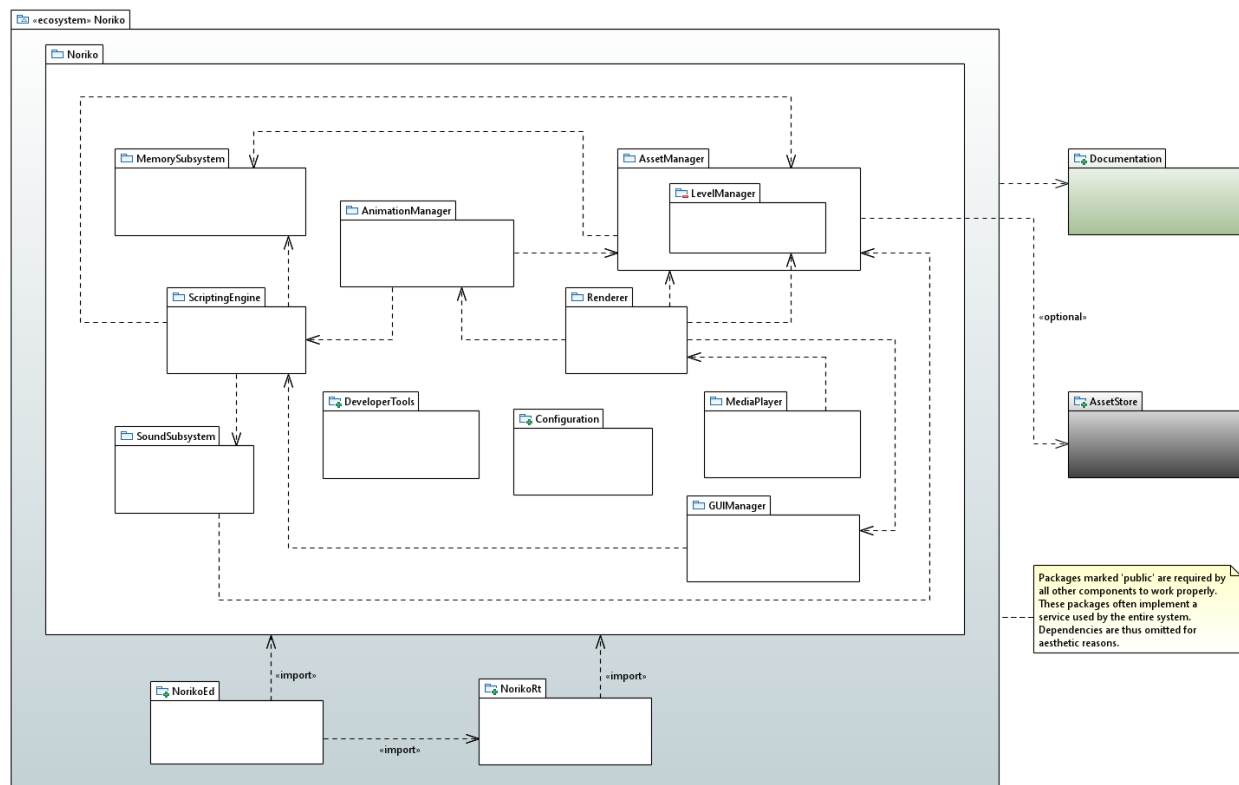 «ecosystem» Noriko
Noriko
MemorySubsystem
AssetManager
Documentation
LevelManager
AnimationManager
ScriptingEngine
Renderer
«optional»
DeveloperTools
MediaPlayer
AssetStore
Configuration
SoundSubsystem
GUIManager
Packages marked 'public' are required by
all other components to work properly.
These packages often implement a
service used by the entire system.
Dependencies are thus omitted for
aesthetic reasons.
«import»
«import»
NorikoEd
NorikoRt
«import»